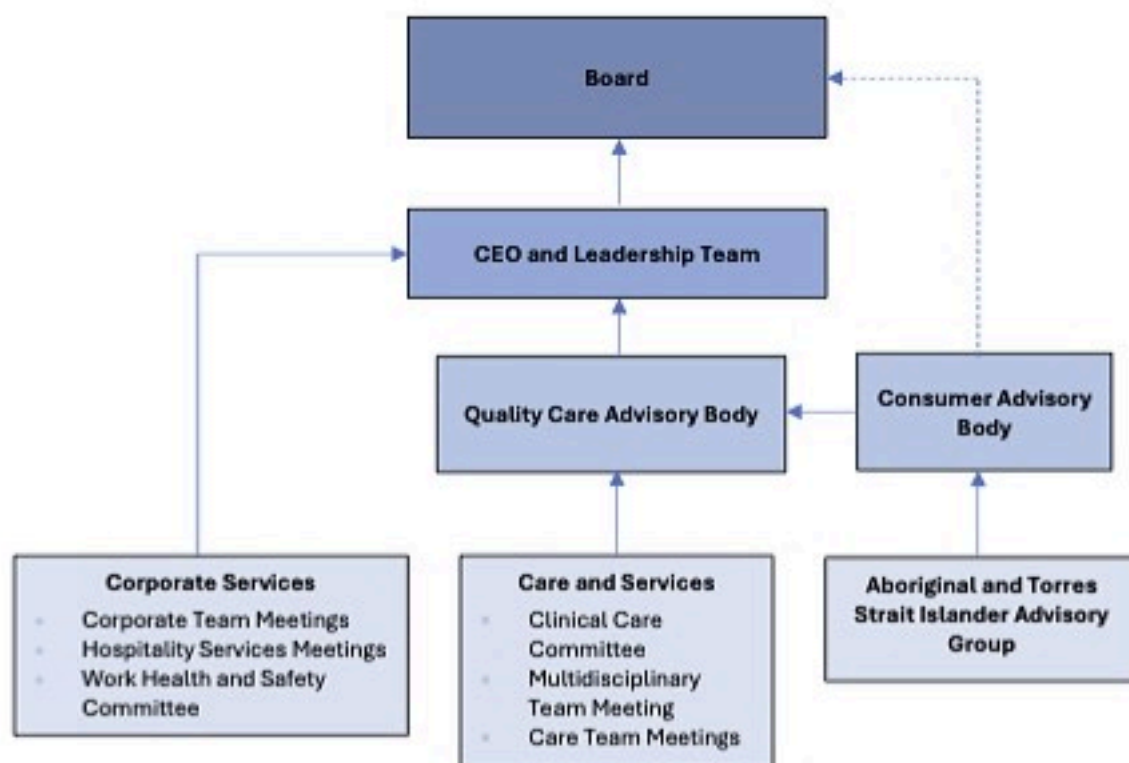 Board
CEO and Leadership Team
Quality Care Advisory Body
Consumer Advisory
Body
Corporate Services
Corporate Team Meetings
Hospitality Services Meetings
Work Health and Safety
Committee
Care and Services
Clinical Care
Committee
Multidisciplinary
Team Meeting
Care Team Meetings
Aboriginal and Torres
Strait Islander Advisory
Group